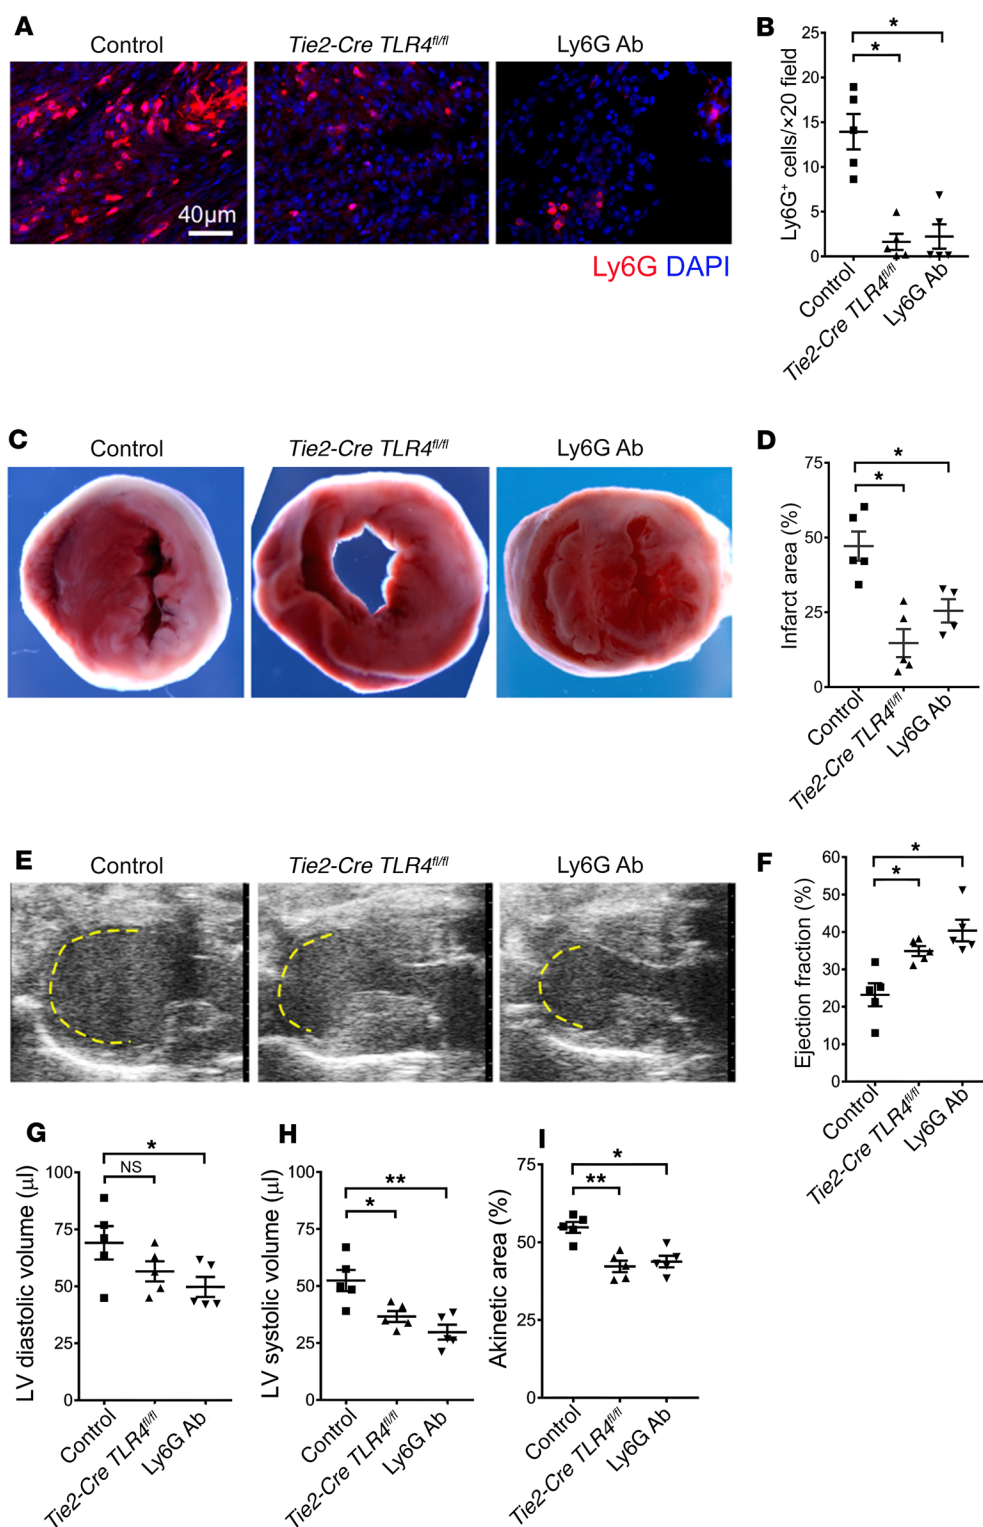 A
Control
Tie2-Cre TLR4fl/fl
Ly6G Ab
40μm
Ly6G DAPI
B
Ly6G+ cells/×20 field
25
20
15
10
5
0
*
*
Control
Tie2-Cre TLR4fl/fl
Ly6G Ab
C
Control
Tie2-Cre TLR4fl/fl
Ly6G Ab
D
Infarct area (%)
75
50
25
0
*
*
Control
Tie2-Cre TLR4fl/fl
Ly6G Ab
E
Control
Tie2-Cre TLR4fl/fl
Ly6G Ab
F
Ejection fraction (%)
60
50
40
30
20
10
0
*
*
Control
Tie2-Cre TLR4fl/fl
Ly6G Ab
G
LV diastolic volume (μl)
100
75
50
25
0
*
NS
Control
Tie2-Cre TLR4fl/fl
Ly6G Ab
H
LV systolic volume (μl)
100
75
50
25
0
**
*
Control
Tie2-Cre TLR4fl/fl
Ly6G Ab
I
Akinetic area (%)
75
50
25
0
*
**
Control
Tie2-Cre TLR4fl/fl
Ly6G Ab